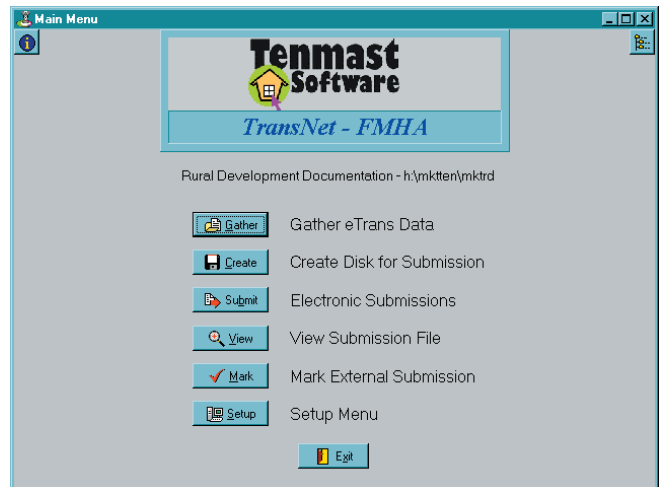 Main Menu
Tenmast
Software
TransNet - FMHA
Rural Development Documentation - h:\mktten\mktrd
Gather Gather eTrans Data
Create Create Disk for Submission
Submit Electronic Submissions
View View Submission File
Mark Mark External Submission
Setup Setup Menu
Exit